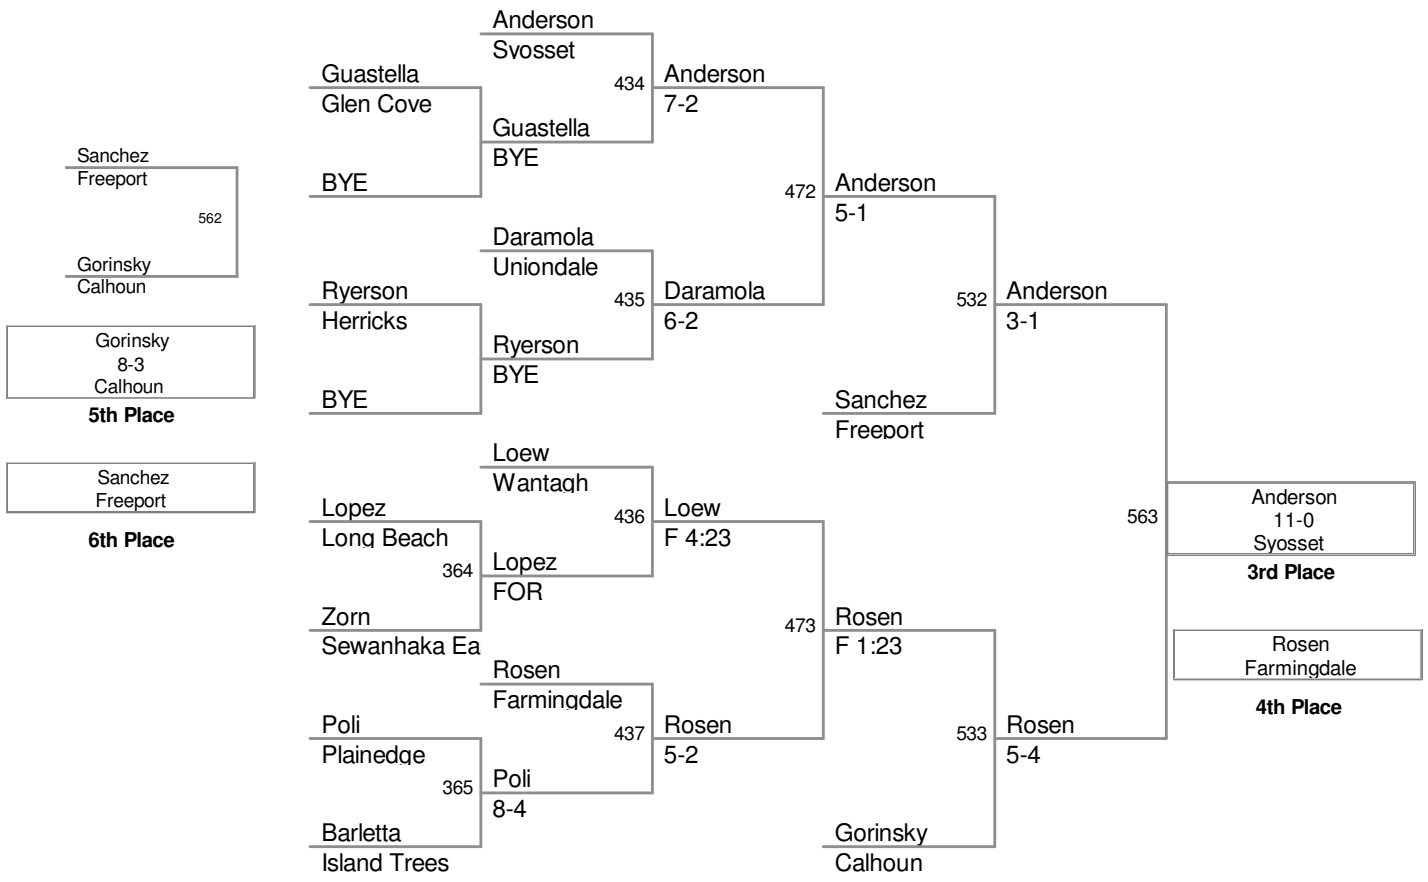 Anderson
Syosset
Guastella
Glen Cove
434
Anderson
7-2
Guastella
BYE
BYE
Sanchez
Freeport
562
Gorinsky
Calhoun
472
Anderson
5-1
Daramola
Uniondale
Ryerson
Herricks
435
Daramola
6-2
Ryerson
BYE
BYE
532
Anderson
3-1
Sanchez
Freeport
Gorinsky
8-3
Calhoun
5th Place
Sanchez
Freeport
6th Place
Loew
Wantagh
Lopez
Long Beach
436
Loew
F 4:23
364
Lopez
FOR
Zorn
Sewanhaka Ea
563
Anderson
11-0
Syosset
3rd Place
473
Rosen
F 1:23
Rosen
Farmingdale
4th Place
Rosen
Farmingdale
Poli
Plainedge
437
Rosen
5-2
533
Rosen
5-4
365
Poli
8-4
Barletta
Island Trees
Gorinsky
Calhoun